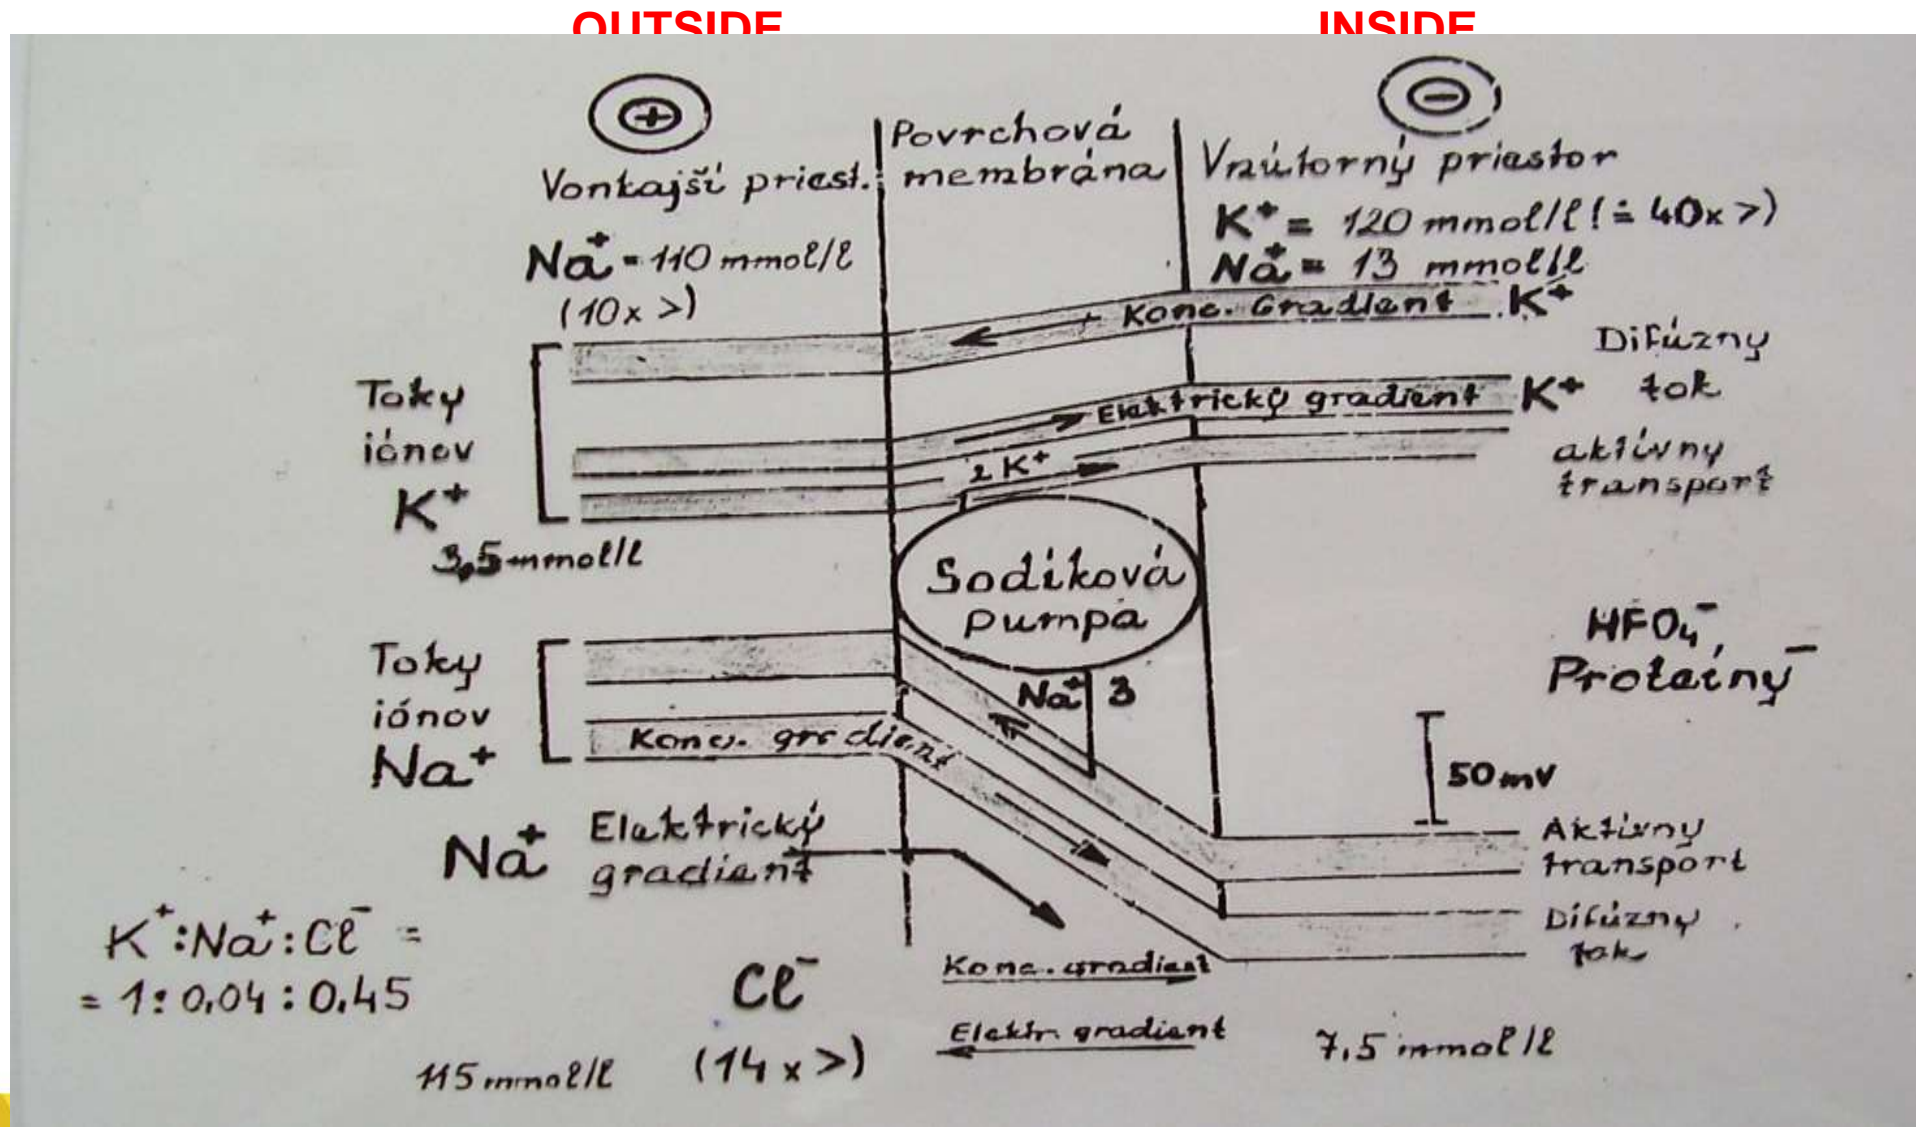 OUTSIDE
INSIDE
+
−
Povrchová
membrána
Vonkajší priest.
Vnútorný priestor
K⁺ = 120 mmol/l (≐ 40x >)
Na⁺ = 110 mmol/l
Na⁺ = 13 mmol/l
(10x >)
Konc. Gradient K⁺
Difúzny
tok
Elektrický gradient K⁺
Toky
iónov
K⁺
3,5 mmol/l
2 K⁺
aktívny
transport
Sodíková
pumpa
HPO₄⁻,
Proteíny⁻
Toky
iónov
Na⁺
Na⁺ 3
Konc. gradient
50 mV
Na⁺ Elektrický
gradient
Aktívny
transport
Difúzny
tok
K⁺:Na⁺:Cl⁻ =
= 1:0,04:0,45
Cl⁻
(14 x >)
115 mmol/l
Konc. gradient
Elektr. gradient
7,5 mmol/l